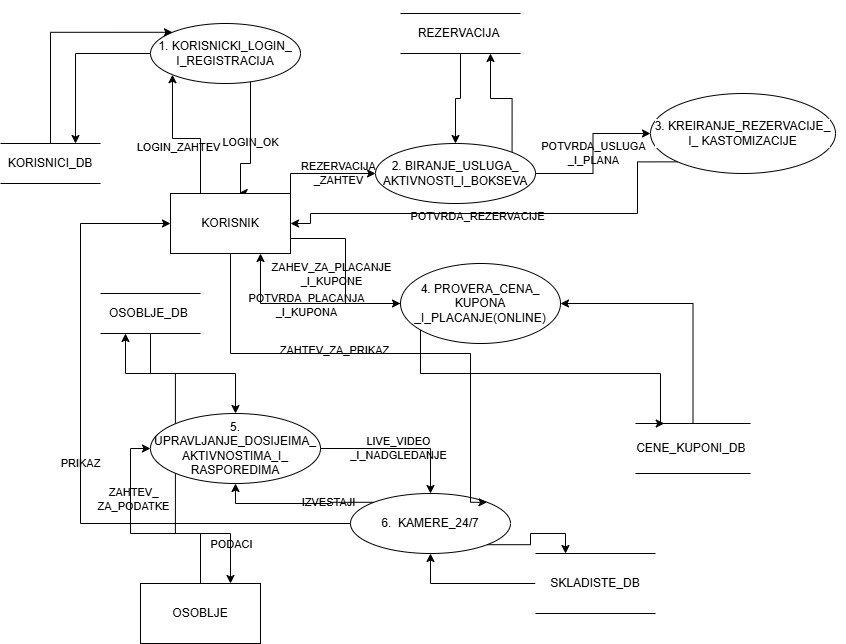 REZERVACIJA
1. KORISNICKI_LOGIN_
I_REGISTRACIJA
3. KREIRANJE_REZERVACIJE_
I_ KASTOMIZACIJE
LOGIN_ZAHTEV
LOGIN_OK
POTVRDA_USLUGA
_I_PLANA
KORISNICI_DB
REZERVACIJA
_ZAHTEV
2. BIRANJE_USLUGA_
AKTIVNOSTI_I_BOKSEVA
POTVRDA_REZERVACIJE
KORISNIK
ZAHEV_ZA_PLACANJE
_I_KUPONE
POTVRDA_PLACANJA
_I_KUPONA
4. PROVERA_CENA_
KUPONA
_I_PLACANJE(ONLINE)
OSOBLJE_DB
ZAHTEV_ZA_PRIKAZ
5.
UPRAVLJANJE_DOSIJEIMA_
AKTIVNOSTIMA_I_
RASPOREDIMA
LIVE_VIDEO
_I_NADGLEDANJE
CENE_KUPONI_DB
PRIKAZ
ZAHTEV_
ZA_PODATKE
IZVESTAJI
6.  KAMERE_24/7
PODACI
SKLADISTE_DB
OSOBLJE